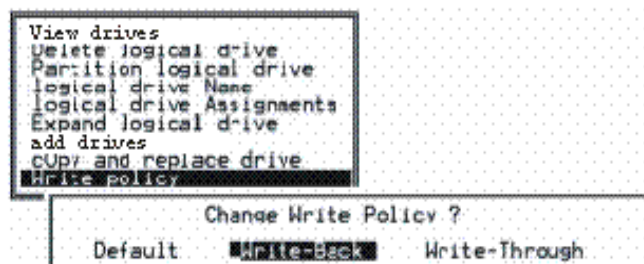 View drives
Delete logical drive
Partition logical drive
logical drive Name
logical drive Assignments
Expand logical drive
add drives
cOpy and replace drive
Write policy
Change Write Policy ?
Default Write-Back Write-Through